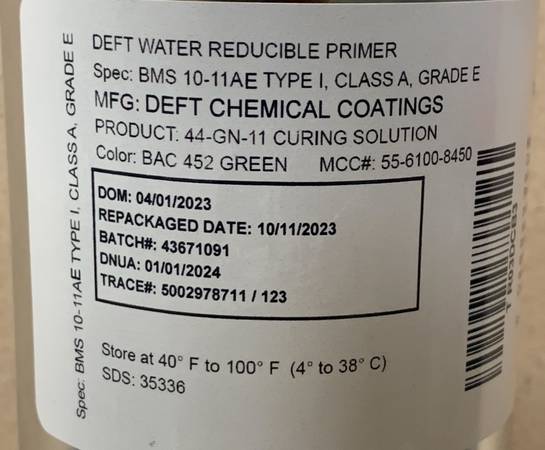 DEFT WATER REDUCIBLE PRIMER
Spec: BMS 10-11AE TYPE I, CLASS A, GRADE E
MFG: DEFT CHEMICAL COATINGS
PRODUCT: 44-GN-11 CURING SOLUTION
Color: BAC 452 GREEN MCC#: 55-6100-8450
DOM: 04/01/2023
REPACKAGED DATE: 10/11/2023
BATCH#: 43671091
DNUA: 01/01/2024
TRACE#: 5002978711 / 123
Store at 40° F to 100° F (4° to 38° C)
SDS: 35336
Spec: BMS 10-11AE TYPE I, CLASS A, GRADE E